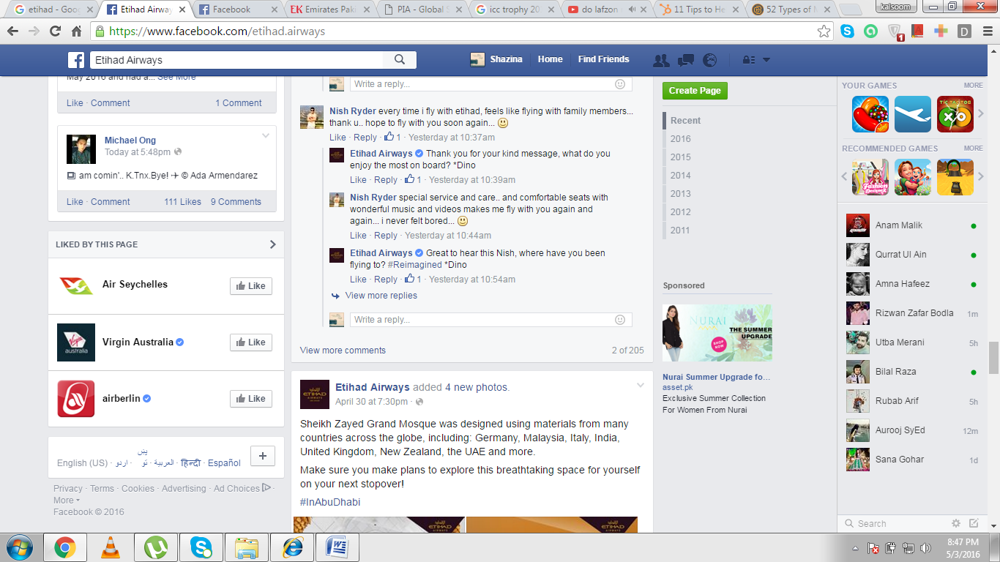 etihad - Goo
Etihad Airway
Facebook
Emirates Paki
PIA - Global S
icc trophy 20
do lafzon
11 Tips to He
52 Types of
kalsoom
https://www.facebook.com/etihad.airways
1
D
Etihad Airways
Shazina
Home
Find Friends
May 2016 and had a... See More
Like · Comment
1 Comment
Michael Ong
Today at 5:48pm
am comin'.. K.Tnx.Bye! ✈ © Ada Armendarez
Like · Comment
111 Likes
9 Comments
LIKED BY THIS PAGE
Air Seychelles
Like
australia
Virgin Australia
Like
airberlin
Like
English (US) · اردو · پښتو · العربية · हिन्दी · Español
Privacy · Terms · Cookies · Advertising · Ad Choices ·
More
Facebook © 2016
Write a reply...
Nish Ryder every time i fly with etihad, feels like flying with family members...
thank u.. hope to fly with you soon again...
Like · Reply · 1 · Yesterday at 10:37am
Etihad Airways Thank you for your kind message, what do you
enjoy the most on board? *Dino
Like · Reply · 1 · Yesterday at 10:39am
Nish Ryder special service and care.. and comfortable seats with
wonderful music and videos makes me fly with you again and
again... i never felt bored...
Like · Reply · Yesterday at 10:44am
Etihad Airways Great to hear this Nish, where have you been
flying to? #Reimagined *Dino
Like · Reply · 1 · Yesterday at 10:54am
View more replies
Write a reply...
View more comments
2 of 205
ETIHAD
AIRWAYS
Etihad Airways added 4 new photos.
April 30 at 7:30pm ·
Sheikh Zayed Grand Mosque was designed using materials from many
countries across the globe, including: Germany, Malaysia, Italy, India,
United Kingdom, New Zealand, the UAE and more.
Make sure you make plans to explore this breathtaking space for yourself
on your next stopover!
#InAbuDhabi
ETIHAD
ETIHAD
Create Page
Recent
2016
2015
2014
2013
2012
2011
Sponsored
NURAI
THE SUMMER
UPGRADE
SHOP
NOW
Nurai Summer Upgrade fo...
asset.pk
Exclusive Summer Collection
For Women From Nurai
YOUR GAMES
MORE
TIC TAC TOE
RECOMMENDED GAMES
MORE
Fashion
Designer
Anam Malik
Qurrat Ul Ain
Amna Hafeez
Rizwan Zafar Bodla 1m
Utba Merani 5h
Bilal Raza
Rubab Arif 5h
Aurooj SyEd 12m
Sana Gohar 1d
Search
8:47 PM
5/3/2016